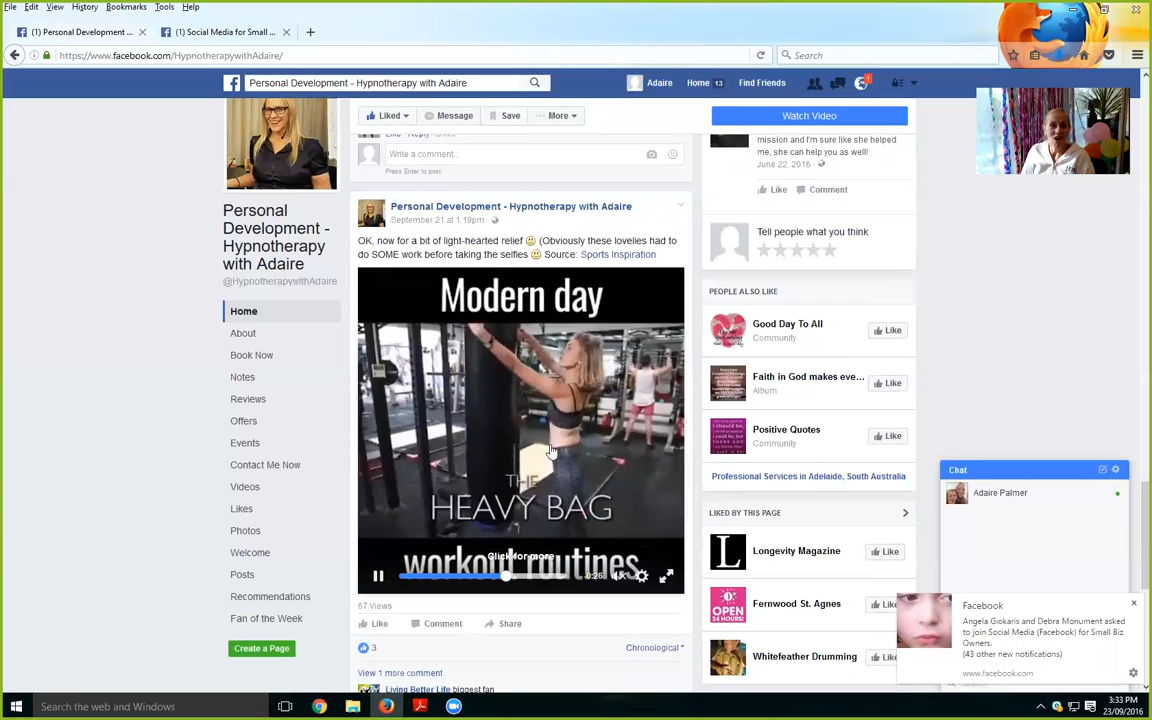 File Edit View History Bookmarks Tools Help
(1) Personal Development ...
(1) Social Media for Small ...
https://www.facebook.com/HypnotherapywithAdaire/
Search
Personal Development - Hypnotherapy with Adaire
Adaire Home 13 Find Friends
1
Liked Message Save More
Watch Video
Write a comment...
Press Enter to post.
mission and I'm sure like she helped
me, she can help you as well!
June 22, 2016
Like Comment
Personal
Development -
Hypnotherapy
with Adaire
@HypnotherapywithAdaire
Home
About
Book Now
Notes
Reviews
Offers
Events
Contact Me Now
Videos
Likes
Photos
Welcome
Posts
Recommendations
Fan of the Week
Create a Page
Personal Development - Hypnotherapy with Adaire
September 21 at 1:19pm
OK, now for a bit of light-hearted relief (Obviously these lovelies had to
do SOME work before taking the selfies Source: Sports Inspiration
Modern day
THE
HEAVY BAG
Click for more
workout routines
-0:26
67 Views
Like Comment Share
3
Chronological
View 1 more comment
Living Better Life biggest fan
Tell people what you think
PEOPLE ALSO LIKE
Good Day To All
Community
Like
Faith in God makes eve...
Album
Like
Positive Quotes
Community
Like
Professional Services in Adelaide, South Australia
LIKED BY THIS PAGE
L
Longevity Magazine
Like
OPEN
24 HOURS!
Fernwood St. Agnes
Like
Whitefeather Drumming
Like
Chat
Adaire Palmer
Facebook
Angela Giokaris and Debra Monument asked
to join Social Media (Facebook) for Small Biz
Owners.
(43 other new notifications)
www.facebook.com
Search the web and Windows
3:33 PM
23/09/2016